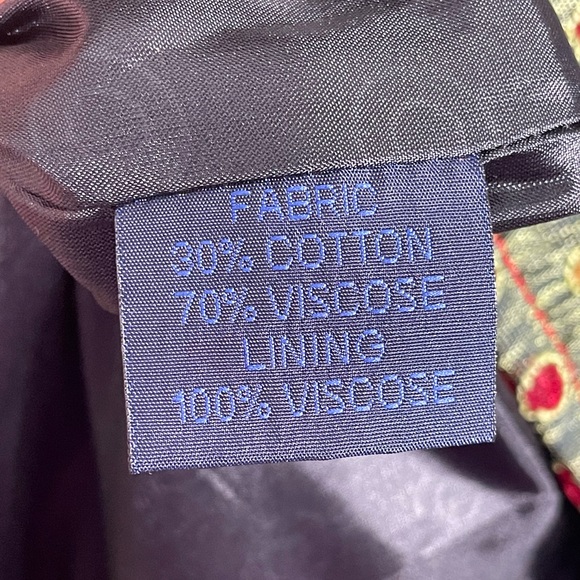 FABRIC
30% COTTON
70% VISCOSE
LINING
100% VISCOSE